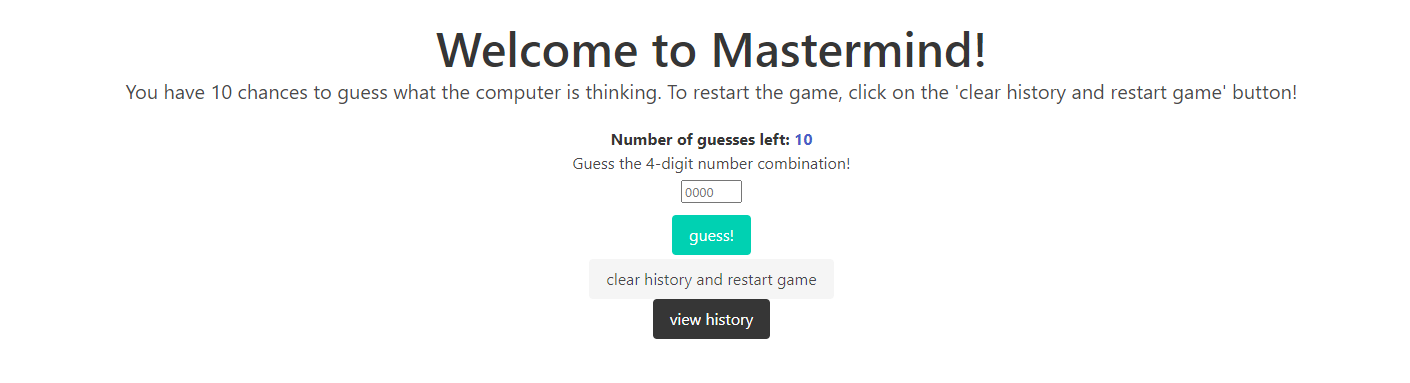 Welcome to Mastermind!
You have 10 chances to guess what the computer is thinking. To restart the game, click on the 'clear history and restart game' button!
Number of guesses left: 10
Guess the 4-digit number combination!
0000
guess!
clear history and restart game
view history